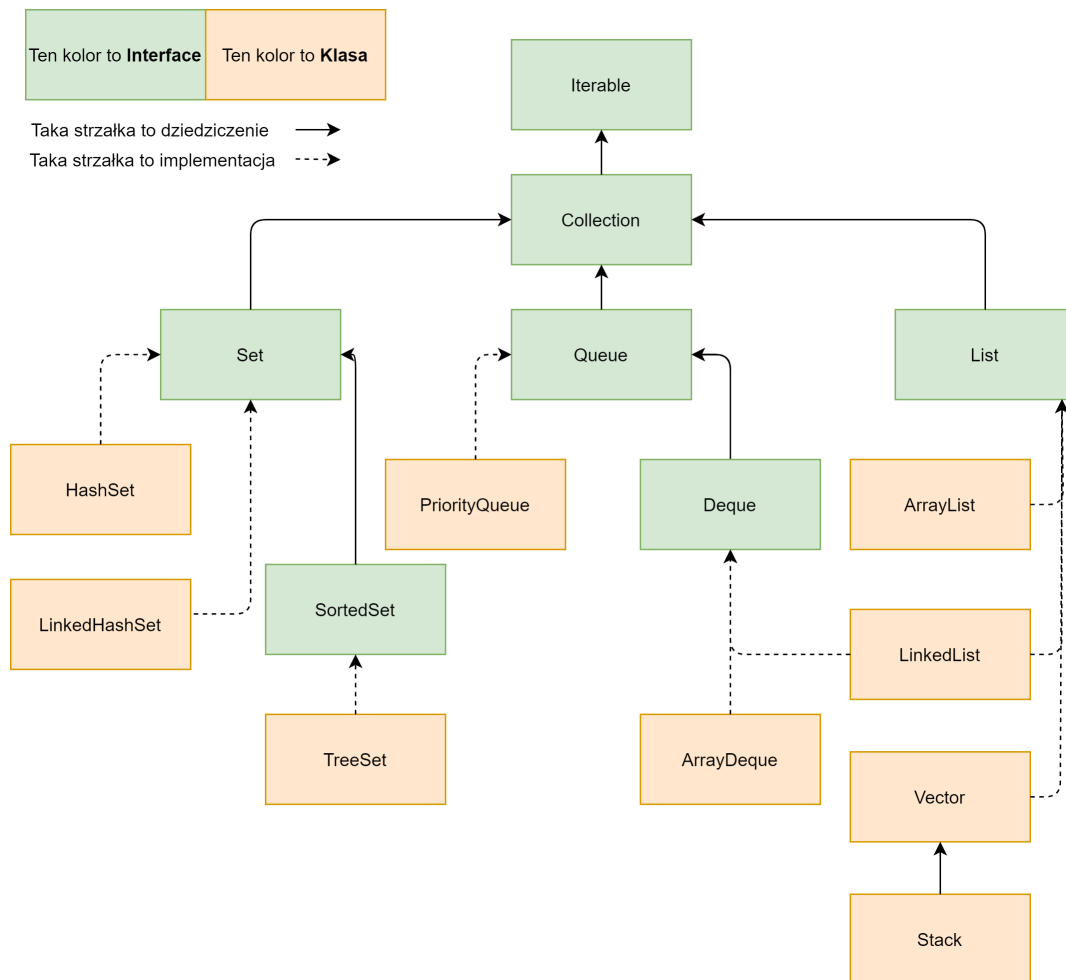 Ten kolor to Interface
Ten kolor to Klasa
Taka strzałka to dziedziczenie
Taka strzałka to implementacja
Iterable
Collection
Set
Queue
List
HashSet
PriorityQueue
Deque
ArrayList
LinkedHashSet
SortedSet
LinkedList
TreeSet
ArrayDeque
Vector
Stack